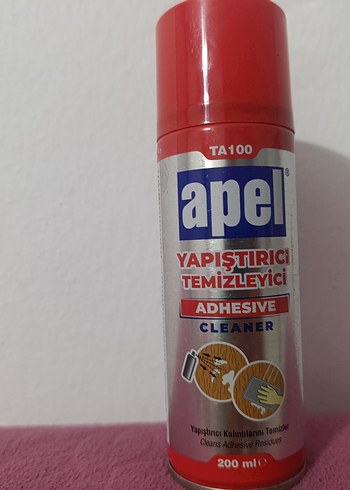 TA100
apel®
YAPIŞTIRICI
TEMİZLEYİCİ
ADHESIVE
CLEANER
Yapıştırıcı Kalıntılarını Temizler
Cleans Adhesive Residues
200 ml ℮